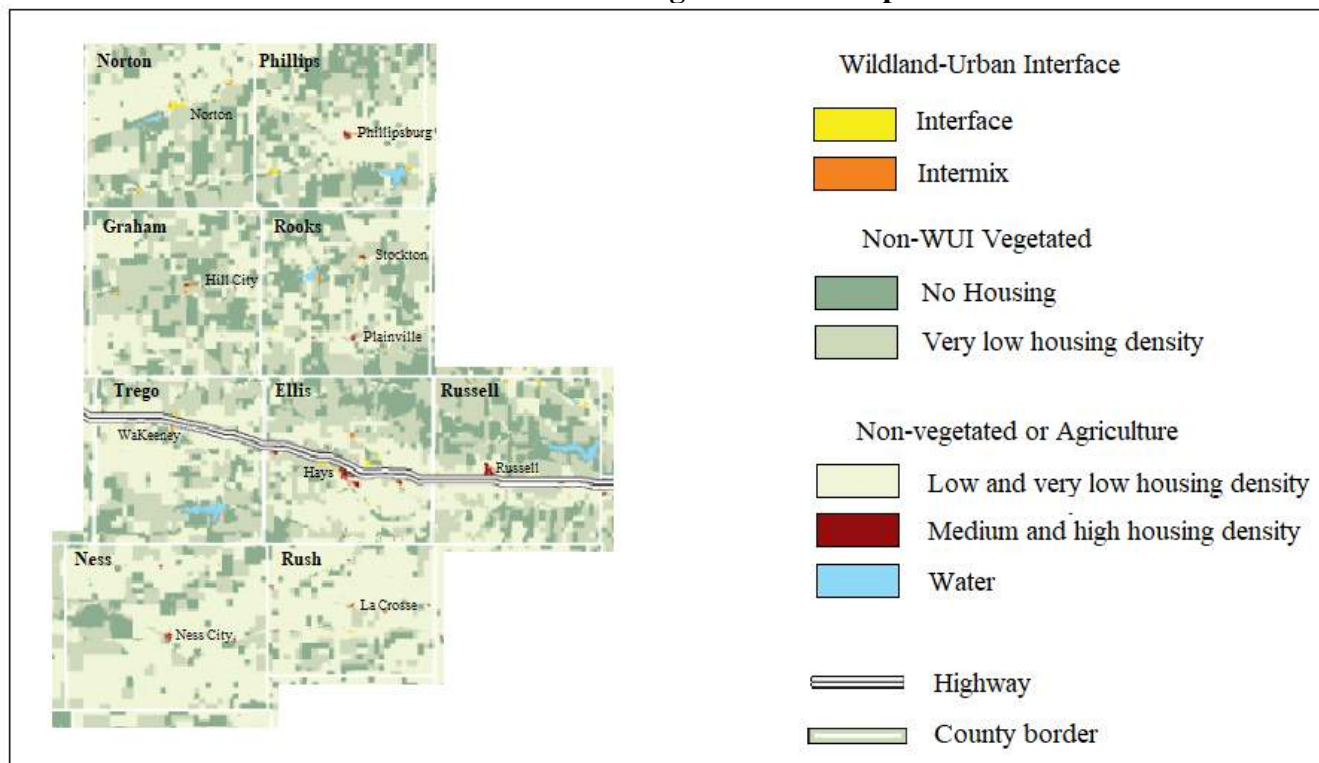 Norton Phillips
Norton
Phillipsburg
Graham Rooks
Stockton
Hill City
Plainville
Trego Ellis Russell
WaKeeney
Hays
Russell
Ness Rush
La Crosse
Ness City
Wildland-Urban Interface
Interface
Intermix
Non-WUI Vegetated
No Housing
Very low housing density
Non-vegetated or Agriculture
Low and very low housing density
Medium and high housing density
Water
Highway
County border